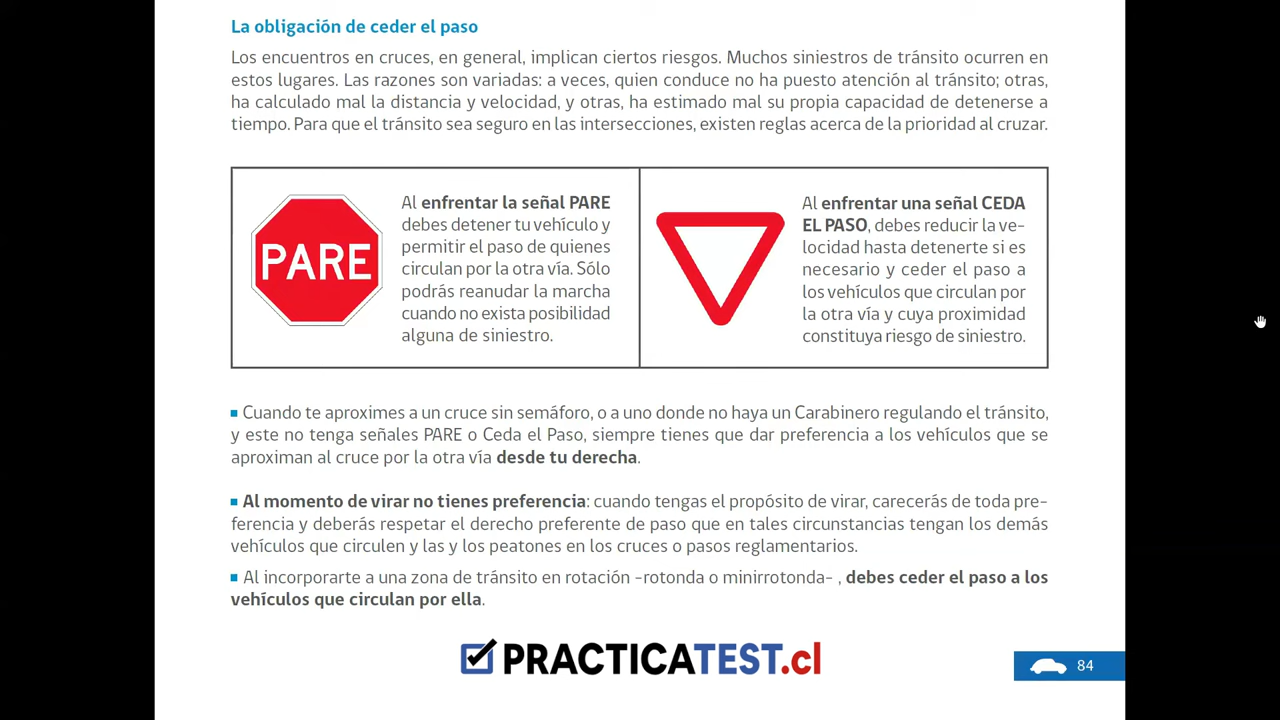 La obligación de ceder el paso
Los encuentros en cruces, en general, implican ciertos riesgos. Muchos siniestros de tránsito ocurren en
estos lugares. Las razones son variadas: a veces, quien conduce no ha puesto atención al tránsito; otras,
ha calculado mal la distancia y velocidad, y otras, ha estimado mal su propia capacidad de detenerse a
tiempo. Para que el tránsito sea seguro en las intersecciones, existen reglas acerca de la prioridad al cruzar.
PARE
Al enfrentar la señal PARE
debes detener tu vehículo y
permitir el paso de quienes
circulan por la otra vía. Sólo
podrás reanudar la marcha
cuando no exista posibilidad
alguna de siniestro.
Al enfrentar una señal CEDA
EL PASO, debes reducir la ve-
locidad hasta detenerte si es
necesario y ceder el paso a
los vehículos que circulan por
la otra vía y cuya proximidad
constituya riesgo de siniestro.
Cuando te aproximes a un cruce sin semáforo, o a uno donde no haya un Carabinero regulando el tránsito,
y este no tenga señales PARE o Ceda el Paso, siempre tienes que dar preferencia a los vehículos que se
aproximan al cruce por la otra vía desde tu derecha.
Al momento de virar no tienes preferencia: cuando tengas el propósito de virar, carecerás de toda pre-
ferencia y deberás respetar el derecho preferente de paso que en tales circunstancias tengan los demás
vehículos que circulen y las y los peatones en los cruces o pasos reglamentarios.
Al incorporarte a una zona de tránsito en rotación -rotonda o minirrotonda- , debes ceder el paso a los
vehículos que circulan por ella.
PRACTICATEST.cl
84